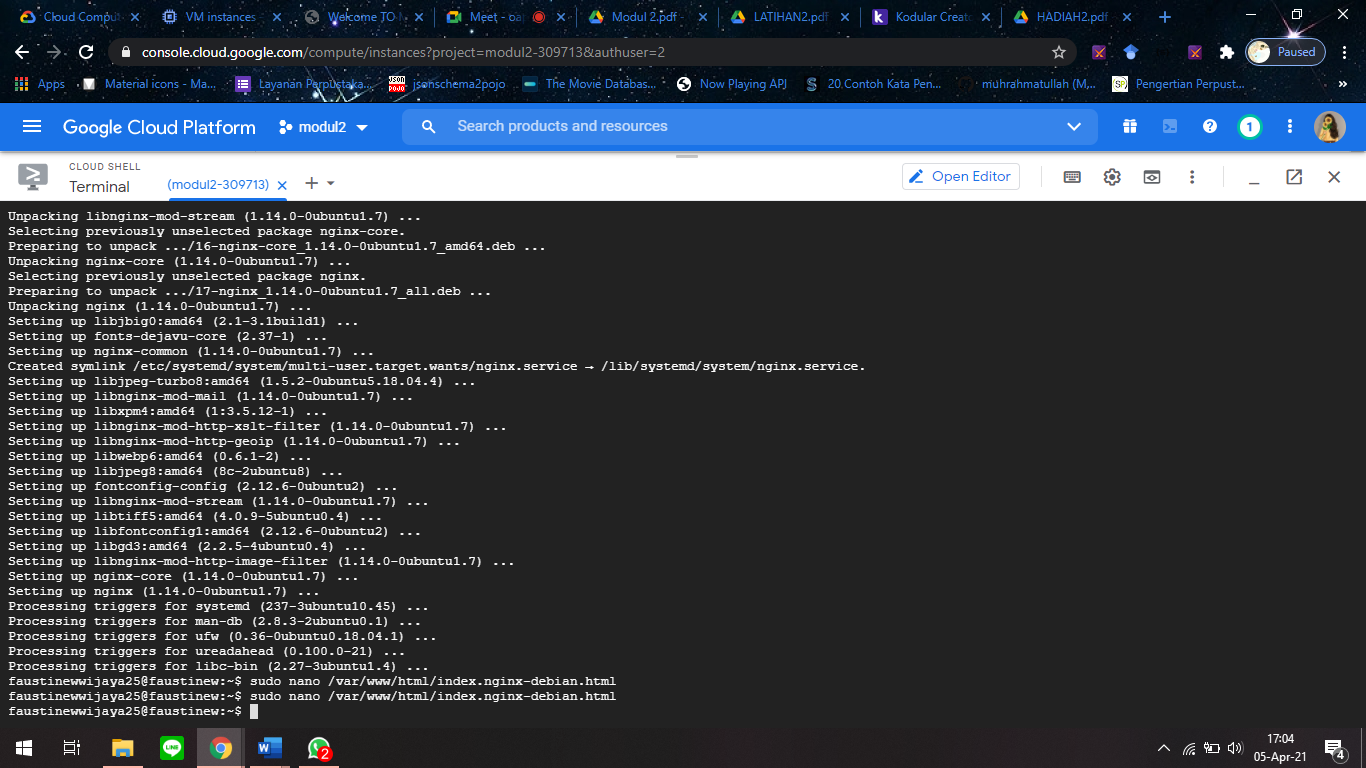 Cloud Comput
VM instances
Welcome TO N
Meet - oap
Modul 2.pdf -
LATIHAN2.pdf
Kodular Creato
HADIAH2.pdf
console.cloud.google.com/compute/instances?project=modul2-309713&authuser=2
Paused
Apps
Material icons - Ma...
Layanan Perpustaka...
JSON
POJO
jsonschema2pojo
The Movie Databas...
Now Playing APJ
20 Contoh Kata Pen...
muhrahmatullah (M,...
SP
Pengertian Perpust...
Google Cloud Platform
modul2
Search products and resources
1
CLOUD SHELL
Terminal
(modul2-309713)
Open Editor
Unpacking libnginx-mod-stream (1.14.0-0ubuntu1.7) ...
Selecting previously unselected package nginx-core.
Preparing to unpack .../16-nginx-core_1.14.0-0ubuntu1.7_amd64.deb ...
Unpacking nginx-core (1.14.0-0ubuntu1.7) ...
Selecting previously unselected package nginx.
Preparing to unpack .../17-nginx_1.14.0-0ubuntu1.7_all.deb ...
Unpacking nginx (1.14.0-0ubuntu1.7) ...
Setting up libjbig0:amd64 (2.1-3.1build1) ...
Setting up fonts-dejavu-core (2.37-1) ...
Setting up nginx-common (1.14.0-0ubuntu1.7) ...
Created symlink /etc/systemd/system/multi-user.target.wants/nginx.service → /lib/systemd/system/nginx.service.
Setting up libjpeg-turbo8:amd64 (1.5.2-0ubuntu5.18.04.4) ...
Setting up libnginx-mod-mail (1.14.0-0ubuntu1.7) ...
Setting up libxpm4:amd64 (1:3.5.12-1) ...
Setting up libnginx-mod-http-xslt-filter (1.14.0-0ubuntu1.7) ...
Setting up libnginx-mod-http-geoip (1.14.0-0ubuntu1.7) ...
Setting up libwebp6:amd64 (0.6.1-2) ...
Setting up libjpeg8:amd64 (8c-2ubuntu8) ...
Setting up fontconfig-config (2.12.6-0ubuntu2) ...
Setting up libnginx-mod-stream (1.14.0-0ubuntu1.7) ...
Setting up libtiff5:amd64 (4.0.9-5ubuntu0.4) ...
Setting up libfontconfig1:amd64 (2.12.6-0ubuntu2) ...
Setting up libgd3:amd64 (2.2.5-4ubuntu0.4) ...
Setting up libnginx-mod-http-image-filter (1.14.0-0ubuntu1.7) ...
Setting up nginx-core (1.14.0-0ubuntu1.7) ...
Setting up nginx (1.14.0-0ubuntu1.7) ...
Processing triggers for systemd (237-3ubuntu10.45) ...
Processing triggers for man-db (2.8.3-2ubuntu0.1) ...
Processing triggers for ufw (0.36-0ubuntu0.18.04.1) ...
Processing triggers for ureadahead (0.100.0-21) ...
Processing triggers for libc-bin (2.27-3ubuntu1.4) ...
faustinewwijaya25@faustinew:~$ sudo nano /var/www/html/index.nginx-debian.html
faustinewwijaya25@faustinew:~$ sudo nano /var/www/html/index.nginx-debian.html
faustinewwijaya25@faustinew:~$
LINE
W
2
17:04
05-Apr-21
4